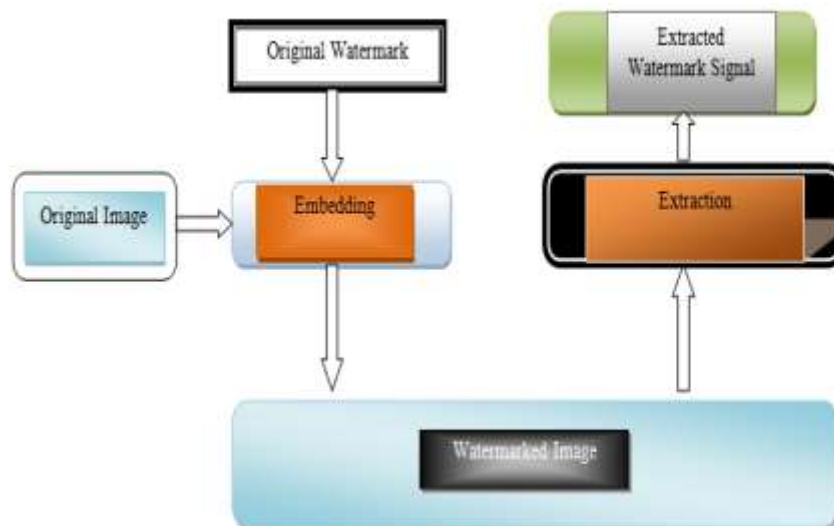 Original Watermark
Extracted
Watermark Signal
Original Image
Embedding
Extraction
Watermarked Image